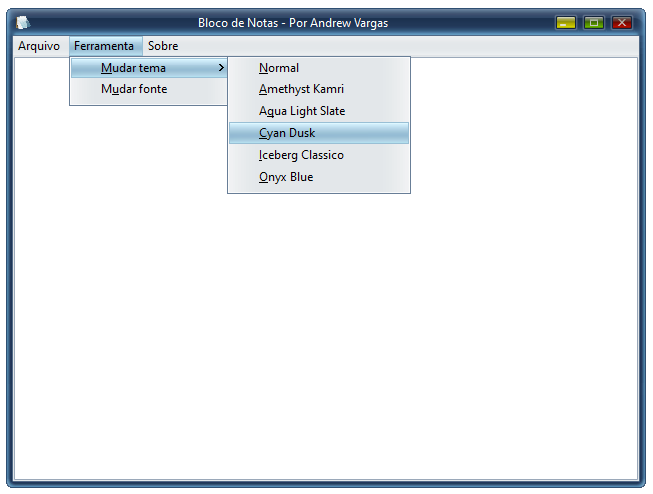 Bloco de Notas - Por Andrew Vargas
Arquivo Ferramenta Sobre
Mudar tema
Mudar fonte
Normal
Amethyst Kamri
Aqua Light Slate
Cyan Dusk
Iceberg Classico
Onyx Blue